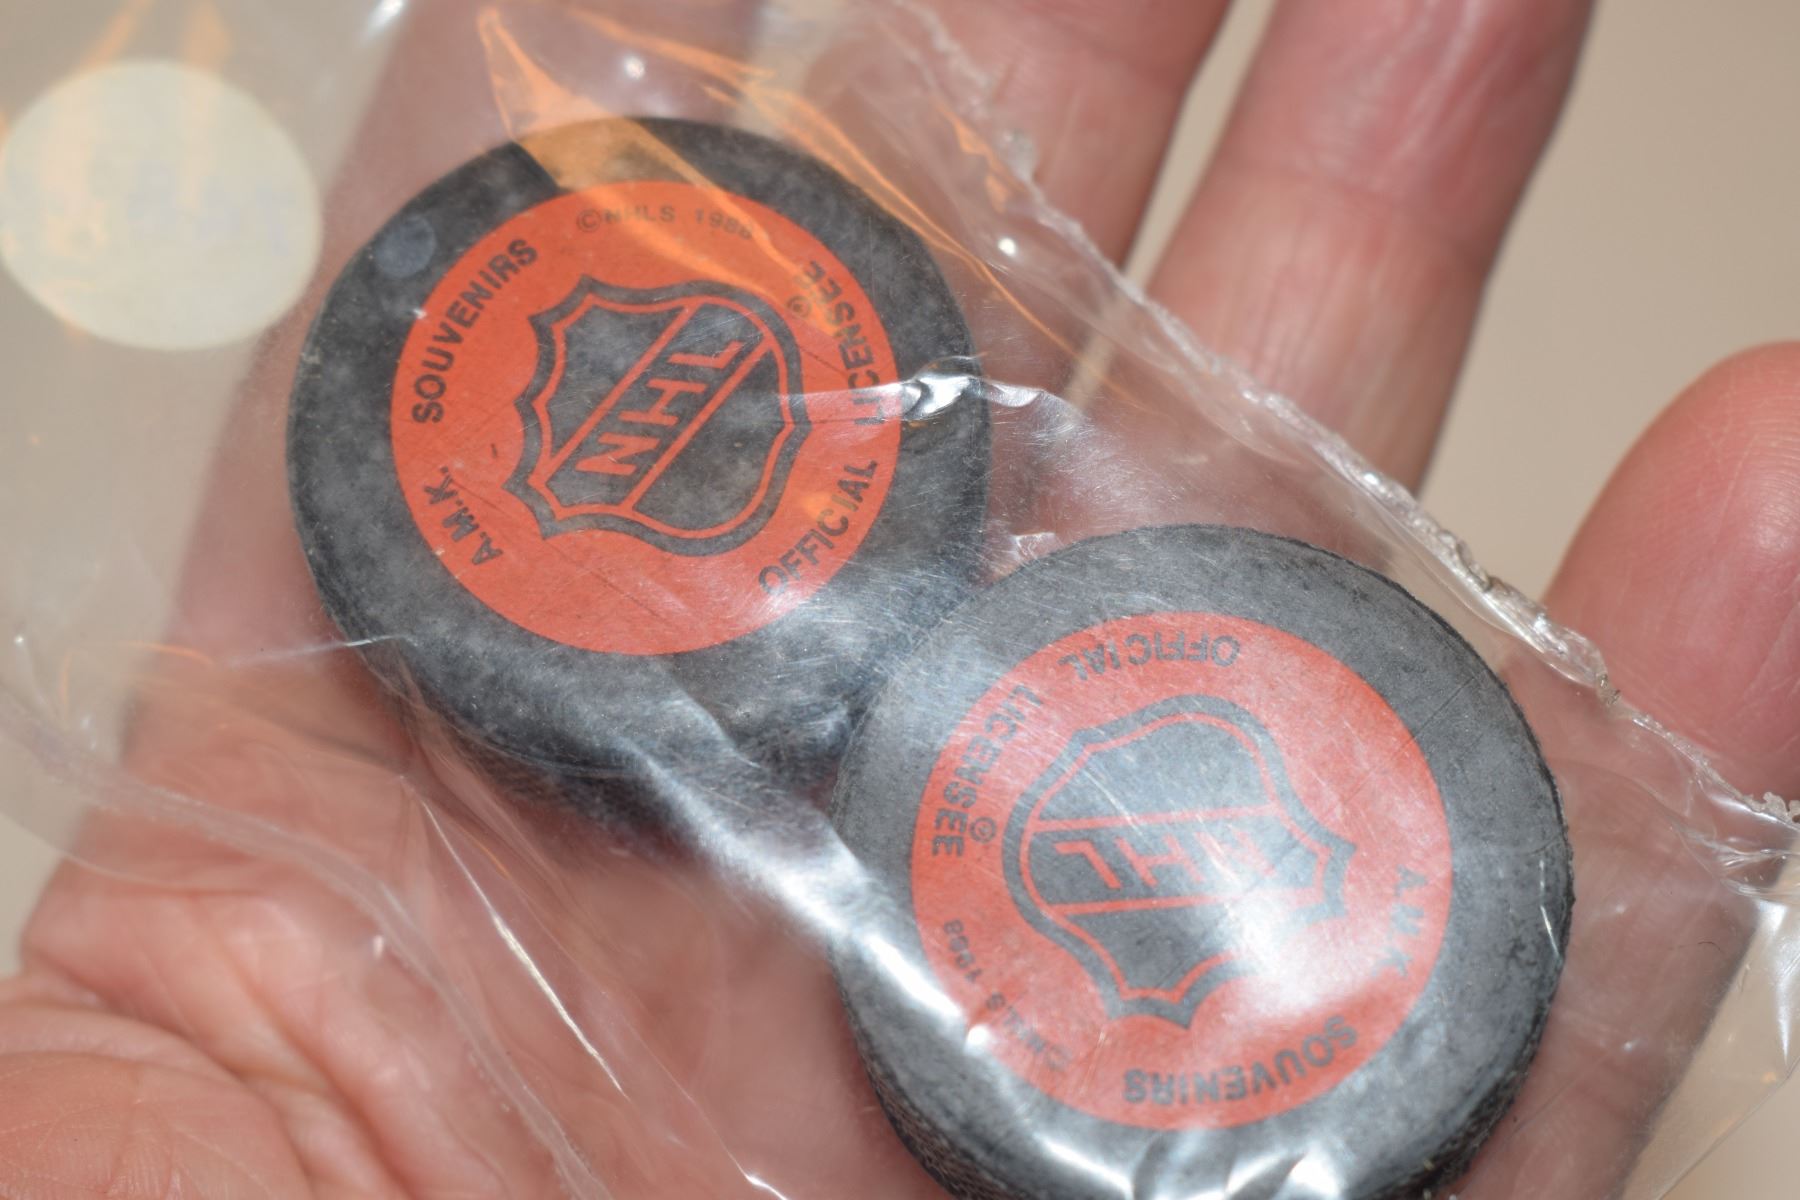 ©NHLS 1988
A.M.K. SOUVENIRS
NHL
OFFICIAL LICENSEE
©
OFFICIAL LICENSEE
©
NHL
A.M.K. SOUVENIRS
©NHLS 1988